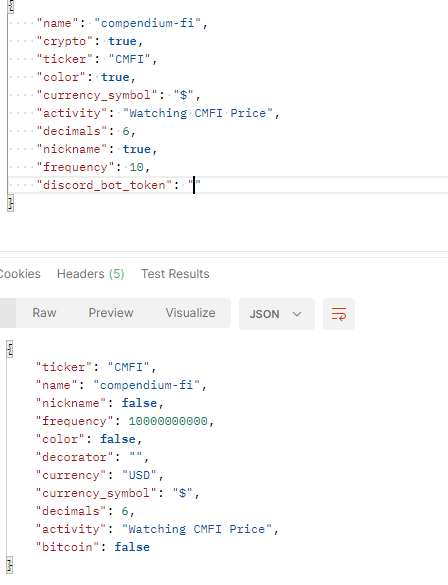 {
"name": "compendium-fi",
"crypto": true,
"ticker": "CMFI",
"color": true,
"currency_symbol": "$",
"activity": "Watching CMFI Price",
"decimals": 6,
"nickname": true,
"frequency": 10,
"discord_bot_token": ""
}
Cookies Headers (5) Test Results
Raw Preview Visualize JSON
{
"ticker": "CMFI",
"name": "compendium-fi",
"nickname": false,
"frequency": 10000000000,
"color": false,
"decorator": "",
"currency": "USD",
"currency_symbol": "$",
"decimals": 6,
"activity": "Watching CMFI Price",
"bitcoin": false
}